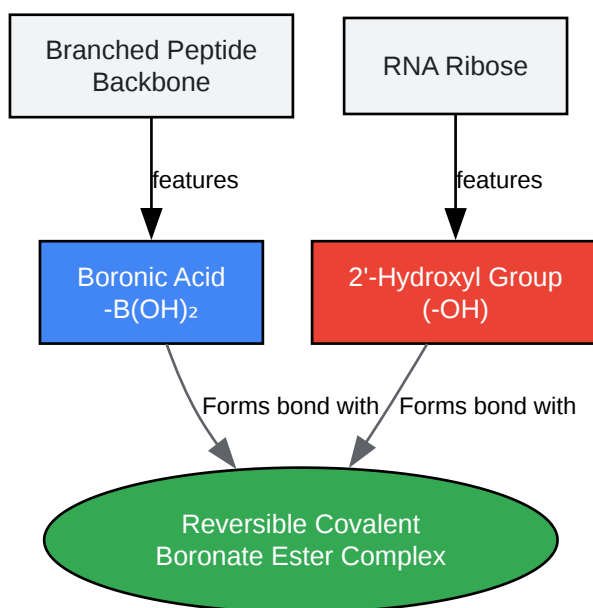 Branched Peptide
Backbone
RNA Ribose
features
features
Boronic Acid
-B(OH)₂
2'-Hydroxyl Group
(-OH)
Forms bond with
Forms bond with
Reversible Covalent
Boronate Ester Complex